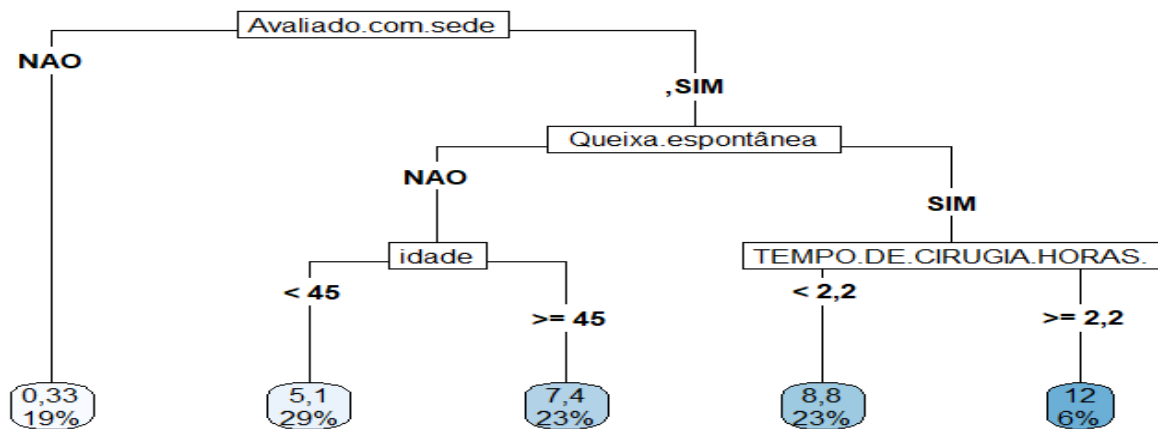 Avaliado.com.sede
NAO
,SIM
Queixa.espontânea
NAO
SIM
idade
TEMPO.DE.CIRUGIA.HORAS.
< 45
>= 45
< 2,2
>= 2,2
0,33
19%
5,1
29%
7,4
23%
8,8
23%
12
6%